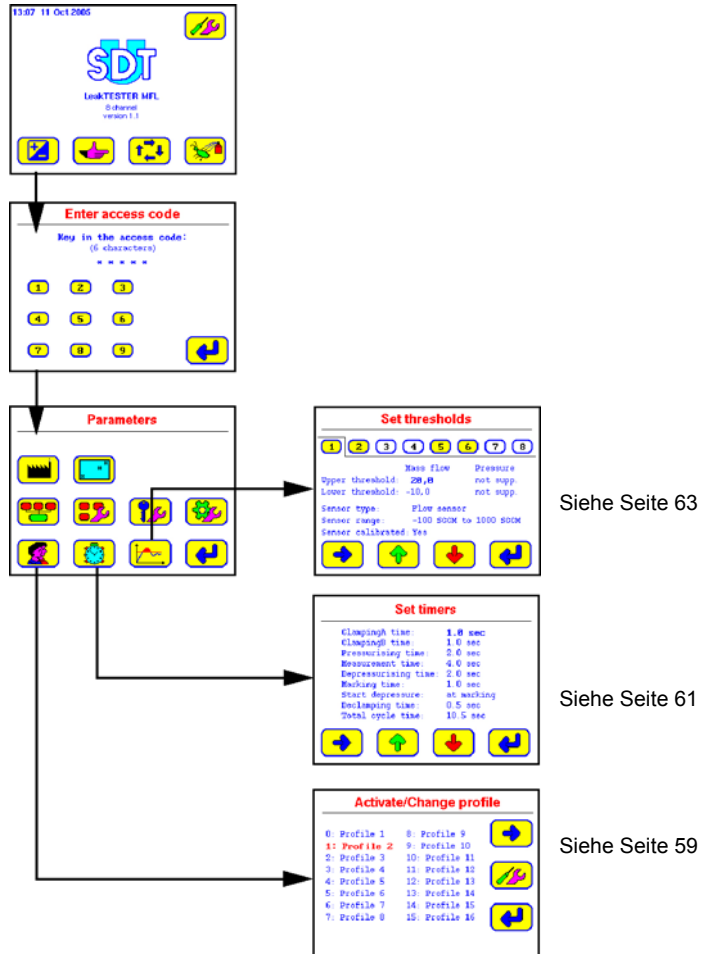 13:07 11 Oct 2005
SDT
LeakTESTER MFL
8 channel
version 1.1
Enter access code
Key in the access code:
(6 characters)
* * * * *
1 2 3
4 5 6
7 8 9
Parameters
Set thresholds
1 2 3 4 5 6 7 8
Mass flow Pressure
Upper threshold: 20,0 not supp.
Lower threshold: -10,0 not supp.
Sensor type: Flow sensor
Sensor range: -100 SCCM to 1000 SCCM
Sensor calibrated: Yes
Siehe Seite 63
Set timers
ClampingA time: 1.0 sec
ClampingB time: 1.0 sec
Pressurising time: 2.0 sec
Measurement time: 4.0 sec
Depressurising time: 2.0 sec
Marking time: 1.0 sec
Start depressure: at marking
Declamping time: 0.5 sec
Total cycle time: 10.5 sec
Siehe Seite 61
Activate/Change profile
0: Profile 1 8: Profile 9
1: Profile 2 9: Profile 10
2: Profile 3 10: Profile 11
3: Profile 4 11: Profile 12
4: Profile 5 12: Profile 13
5: Profile 6 13: Profile 14
6: Profile 7 14: Profile 15
7: Profile 8 15: Profile 16
Siehe Seite 59